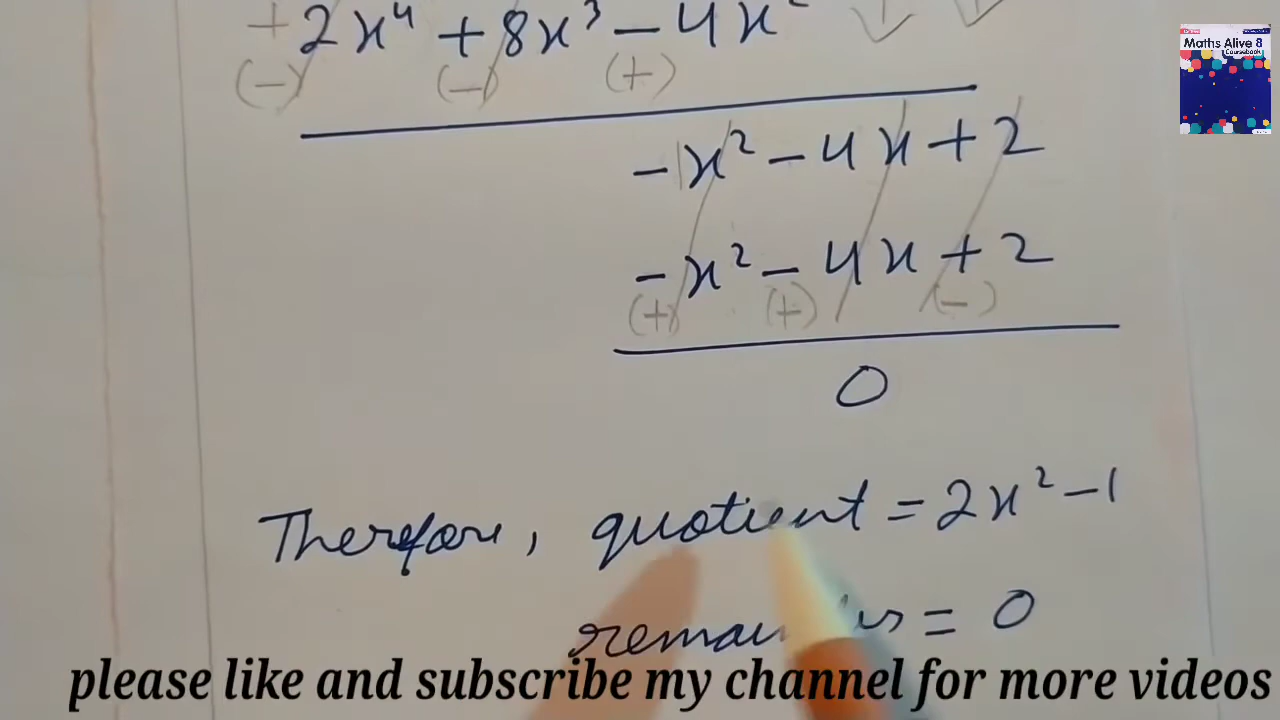 +2x⁴ + 8x³ - 4x²
(-) (-) (+)
-x² - 4x + 2
-x² - 4x + 2
(+) (+) (-)
0
Therefore, quotient = 2x² - 1
= 0
please like and subscribe my channel for more videos
Maths Alive 8
Coursebook